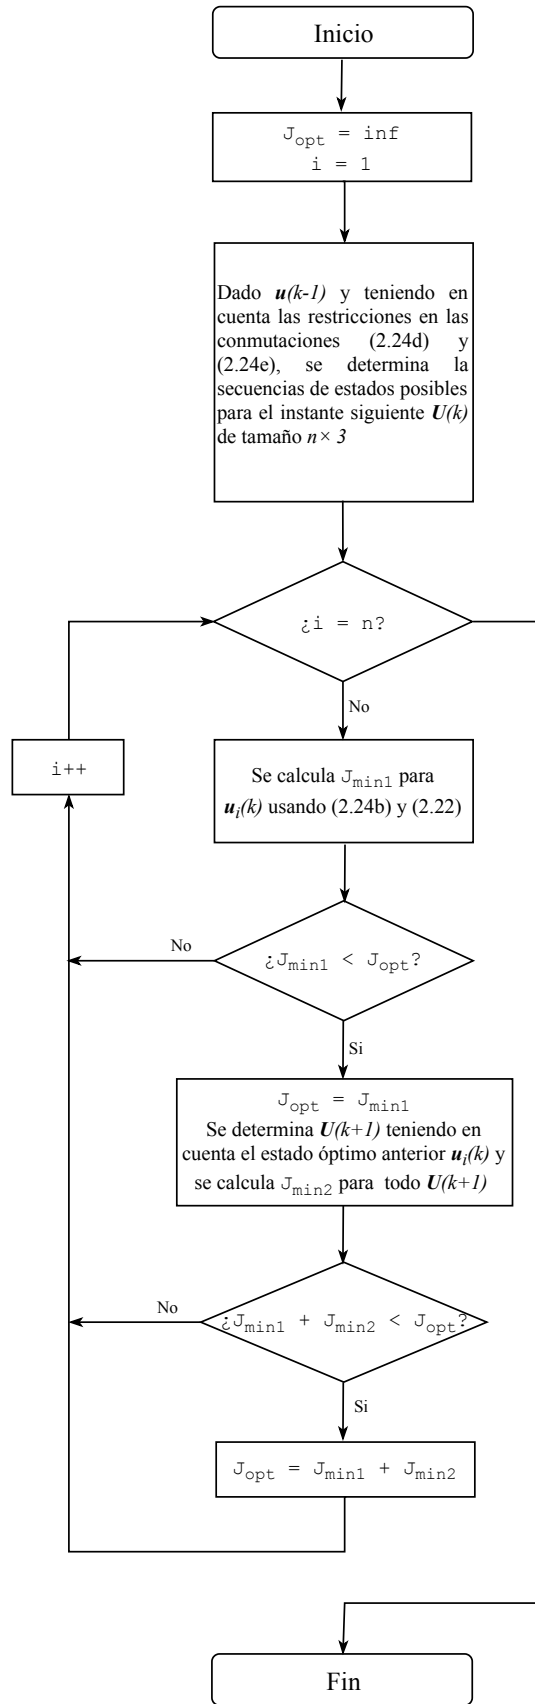 Inicio
J_opt = inf
i = 1
Dado u(k-1) y teniendo en
cuenta las restricciones en las
conmutaciones (2.24d) y
(2.24e), se determina la
secuencias de estados posibles
para el instante siguiente U(k)
de tamaño n× 3
¿i = n?
No
i++
Se calcula J_min1 para
u_i(k) usando (2.24b) y (2.22)
No
¿J_min1 < J_opt?
Si
J_opt = J_min1
Se determina U(k+1) teniendo en
cuenta el estado óptimo anterior u_i(k) y
se calcula J_min2 para todo U(k+1)
No
¿J_min1 + J_min2 < J_opt?
Si
J_opt = J_min1 + J_min2
Fin